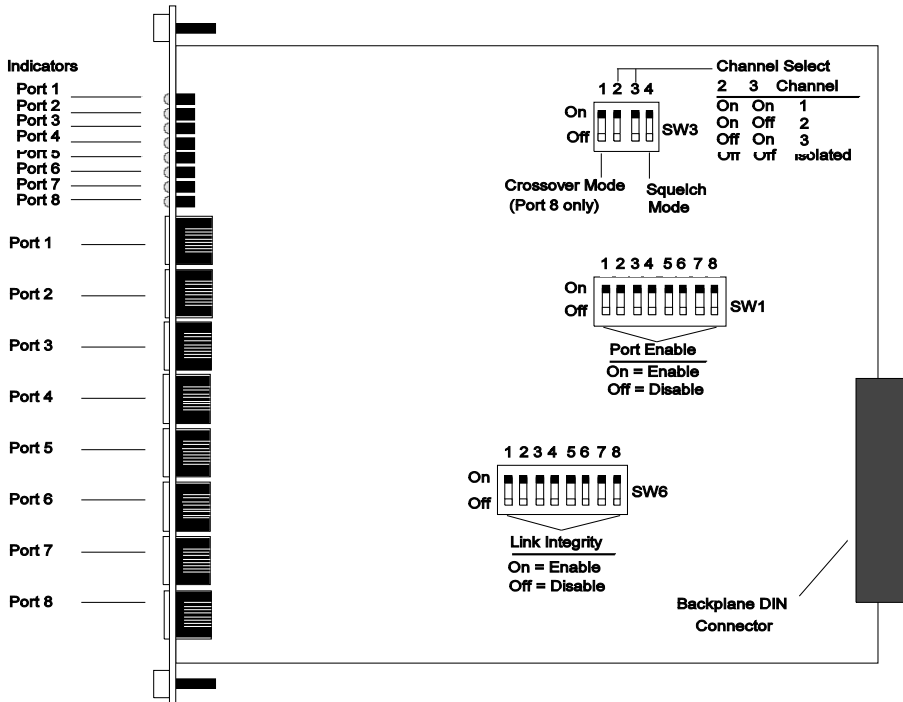 Indicators
Port 1
Port 2
Port 3
Port 4
Port 5
Port 6
Port 7
Port 8
Port 1
Port 2
Port 3
Port 4
Port 5
Port 6
Port 7
Port 8
Channel Select
2 3 Channel
On On 1
On Off 2
Off On 3
Off Off Isolated
1 2 3 4
On
Off
SW3
Crossover Mode
(Port 8 only)
Squelch
Mode
1 2 3 4 5 6 7 8
On
Off
SW1
Port Enable
On = Enable
Off = Disable
1 2 3 4 5 6 7 8
On
Off
SW6
Link Integrity
On = Enable
Off = Disable
Backplane DIN
Connector